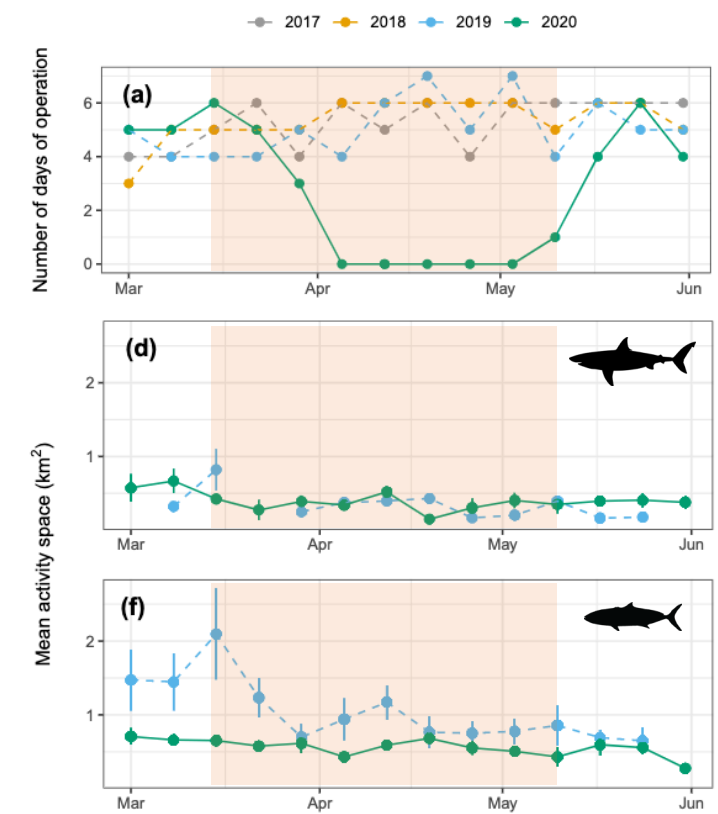 2017 2018 2019 2020
Number of days of operation
(a)
6
4
2
0
Mar Apr May Jun
Mean activity space (km²)
(d)
2
1
Mar Apr May Jun
(f)
2
1
Mar Apr May Jun